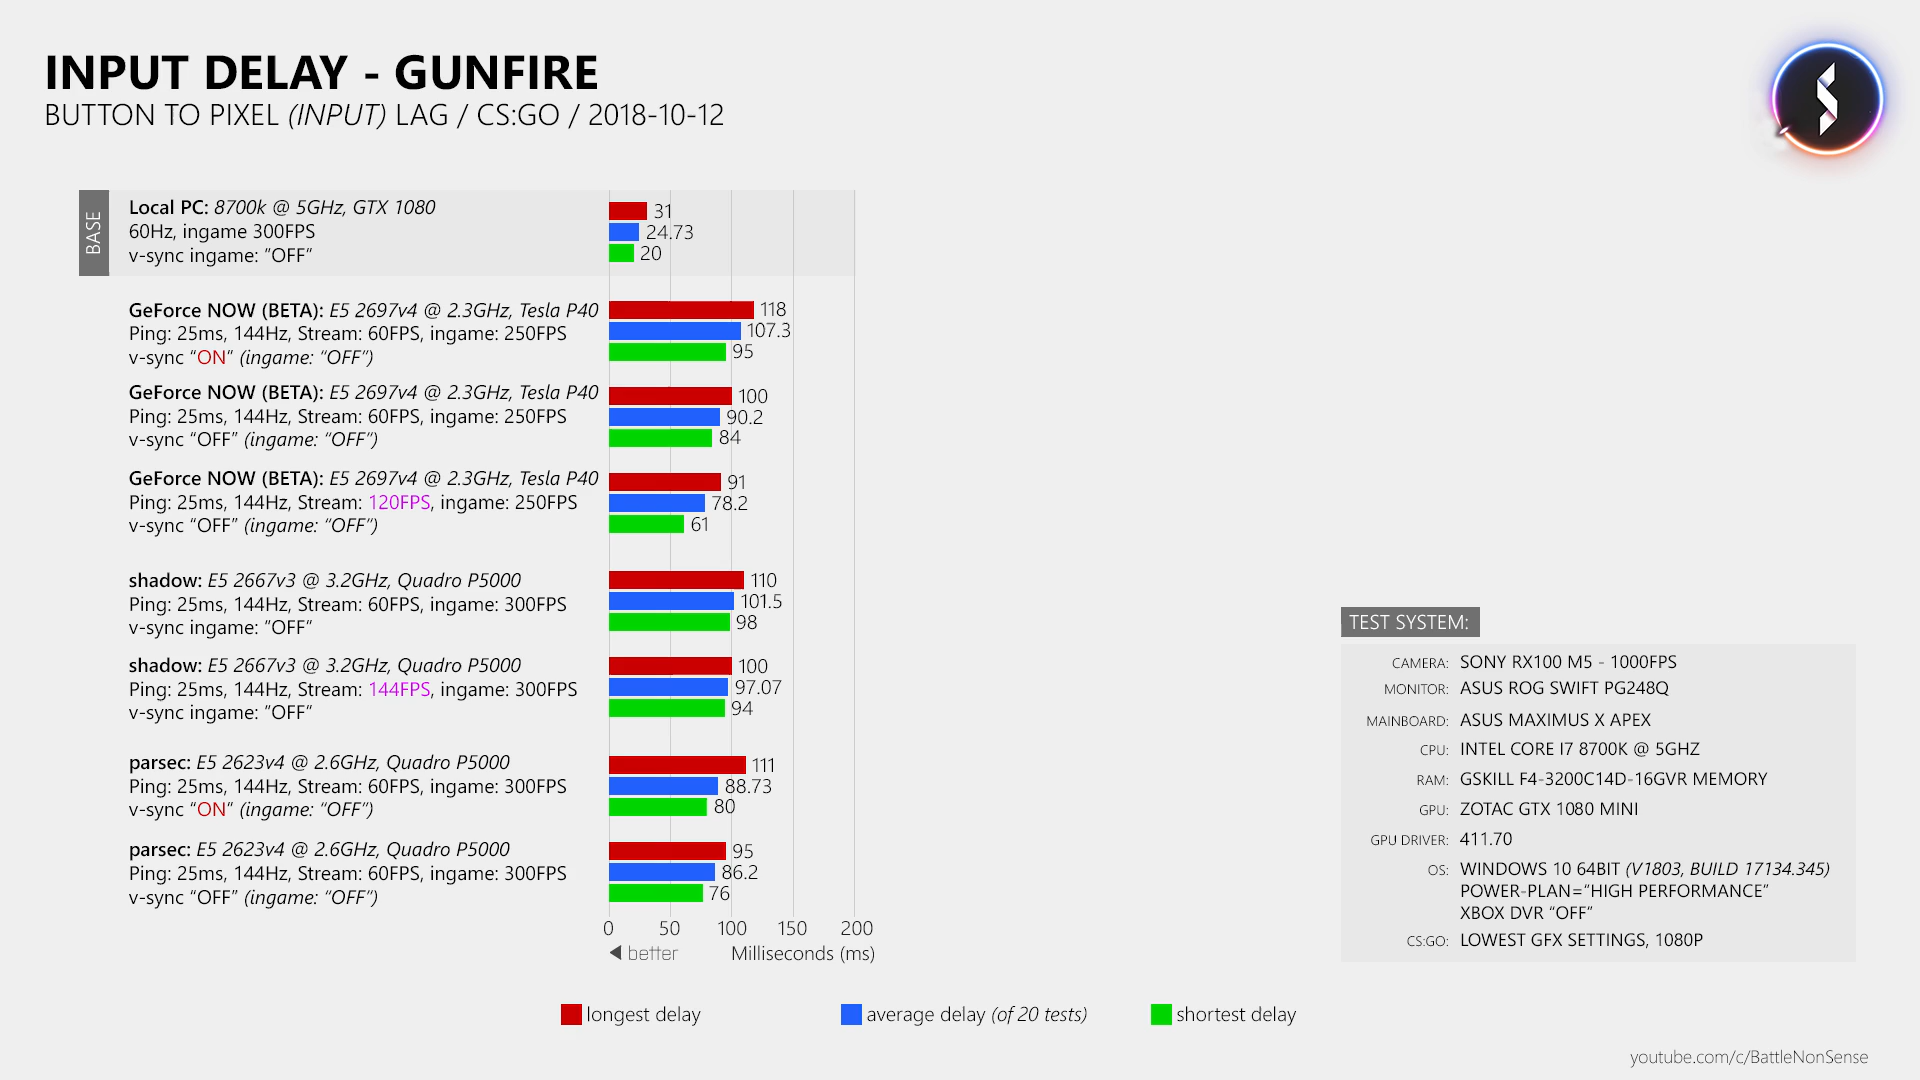 INPUT DELAY - GUNFIRE
BUTTON TO PIXEL (INPUT) LAG / CS:GO / 2018-10-12
BASE
Local PC: 8700k @ 5GHz, GTX 1080
60Hz, ingame 300FPS
v-sync ingame: "OFF"
31
24.73
20
GeForce NOW (BETA): E5 2697v4 @ 2.3GHz, Tesla P40
Ping: 25ms, 144Hz, Stream: 60FPS, ingame: 250FPS
v-sync “ON” (ingame: “OFF”)
118
107.3
95
GeForce NOW (BETA): E5 2697v4 @ 2.3GHz, Tesla P40
Ping: 25ms, 144Hz, Stream: 60FPS, ingame: 250FPS
v-sync “OFF” (ingame: “OFF”)
100
90.2
84
GeForce NOW (BETA): E5 2697v4 @ 2.3GHz, Tesla P40
Ping: 25ms, 144Hz, Stream: 120FPS, ingame: 250FPS
v-sync “OFF” (ingame: “OFF”)
91
78.2
61
shadow: E5 2667v3 @ 3.2GHz, Quadro P5000
Ping: 25ms, 144Hz, Stream: 60FPS, ingame: 300FPS
v-sync ingame: "OFF"
110
101.5
98
shadow: E5 2667v3 @ 3.2GHz, Quadro P5000
Ping: 25ms, 144Hz, Stream: 144FPS, ingame: 300FPS
v-sync ingame: "OFF"
100
97.07
94
parsec: E5 2623v4 @ 2.6GHz, Quadro P5000
Ping: 25ms, 144Hz, Stream: 60FPS, ingame: 300FPS
v-sync “ON” (ingame: “OFF”)
111
88.73
80
parsec: E5 2623v4 @ 2.6GHz, Quadro P5000
Ping: 25ms, 144Hz, Stream: 60FPS, ingame: 300FPS
v-sync “OFF” (ingame: “OFF”)
95
86.2
76
0 50 100 150 200
better Milliseconds (ms)
longest delay average delay (of 20 tests) shortest delay
TEST SYSTEM:
CAMERA: SONY RX100 M5 - 1000FPS
MONITOR: ASUS ROG SWIFT PG248Q
MAINBOARD: ASUS MAXIMUS X APEX
CPU: INTEL CORE I7 8700K @ 5GHZ
RAM: GSKILL F4-3200C14D-16GVR MEMORY
GPU: ZOTAC GTX 1080 MINI
GPU DRIVER: 411.70
OS: WINDOWS 10 64BIT (V1803, BUILD 17134.345)
POWER-PLAN=“HIGH PERFORMANCE”
XBOX DVR “OFF”
CS:GO: LOWEST GFX SETTINGS, 1080P
youtube.com/c/BattleNonSense